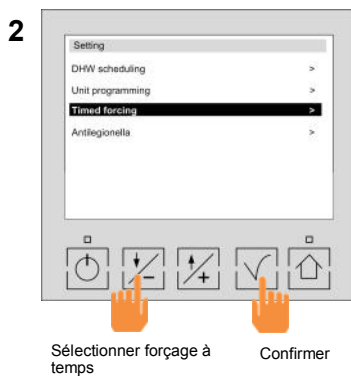 2
Setting
DHW scheduling >
Unit programming >
Timed forcing >
Antilegionella >
Sélectionner forçage à
temps
Confirmer